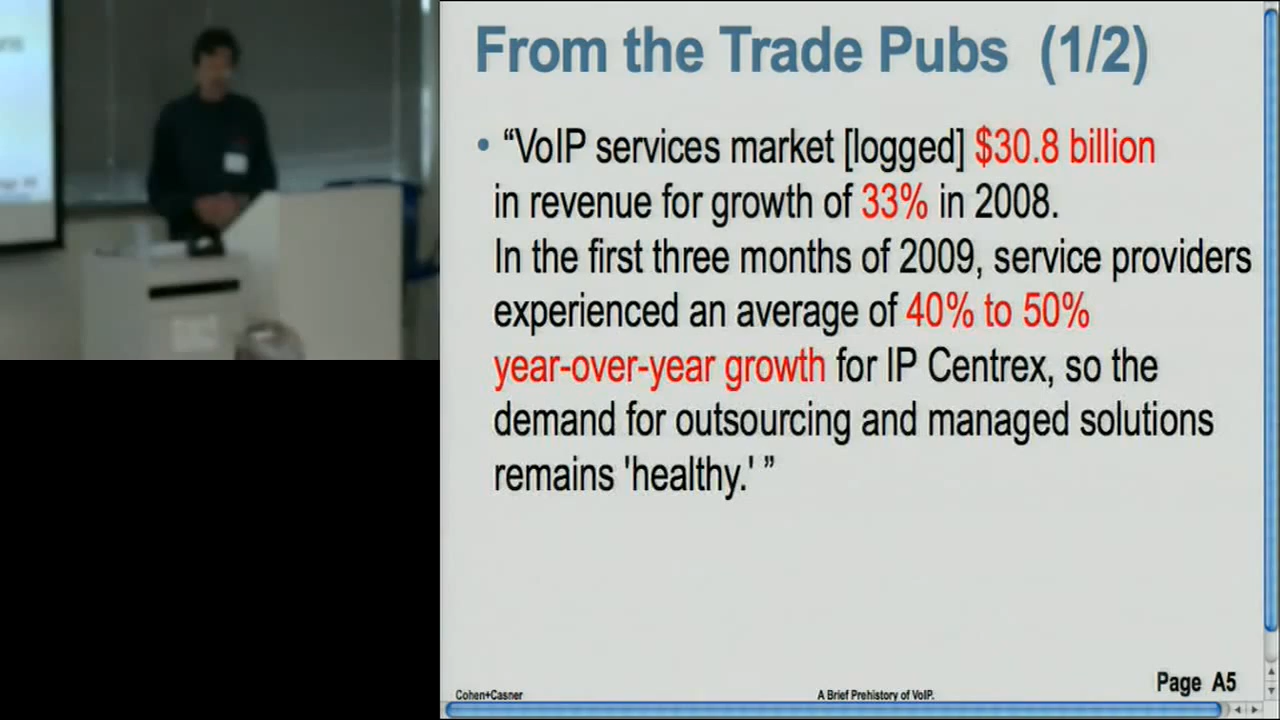 From the Trade Pubs (1/2)
• “VoIP services market [logged] $30.8 billion
in revenue for growth of 33% in 2008.
In the first three months of 2009, service providers
experienced an average of 40% to 50%
year-over-year growth for IP Centrex, so the
demand for outsourcing and managed solutions
remains 'healthy.' ”
Page A5
Cohen+Casner
A Brief Prehistory of VoIP.